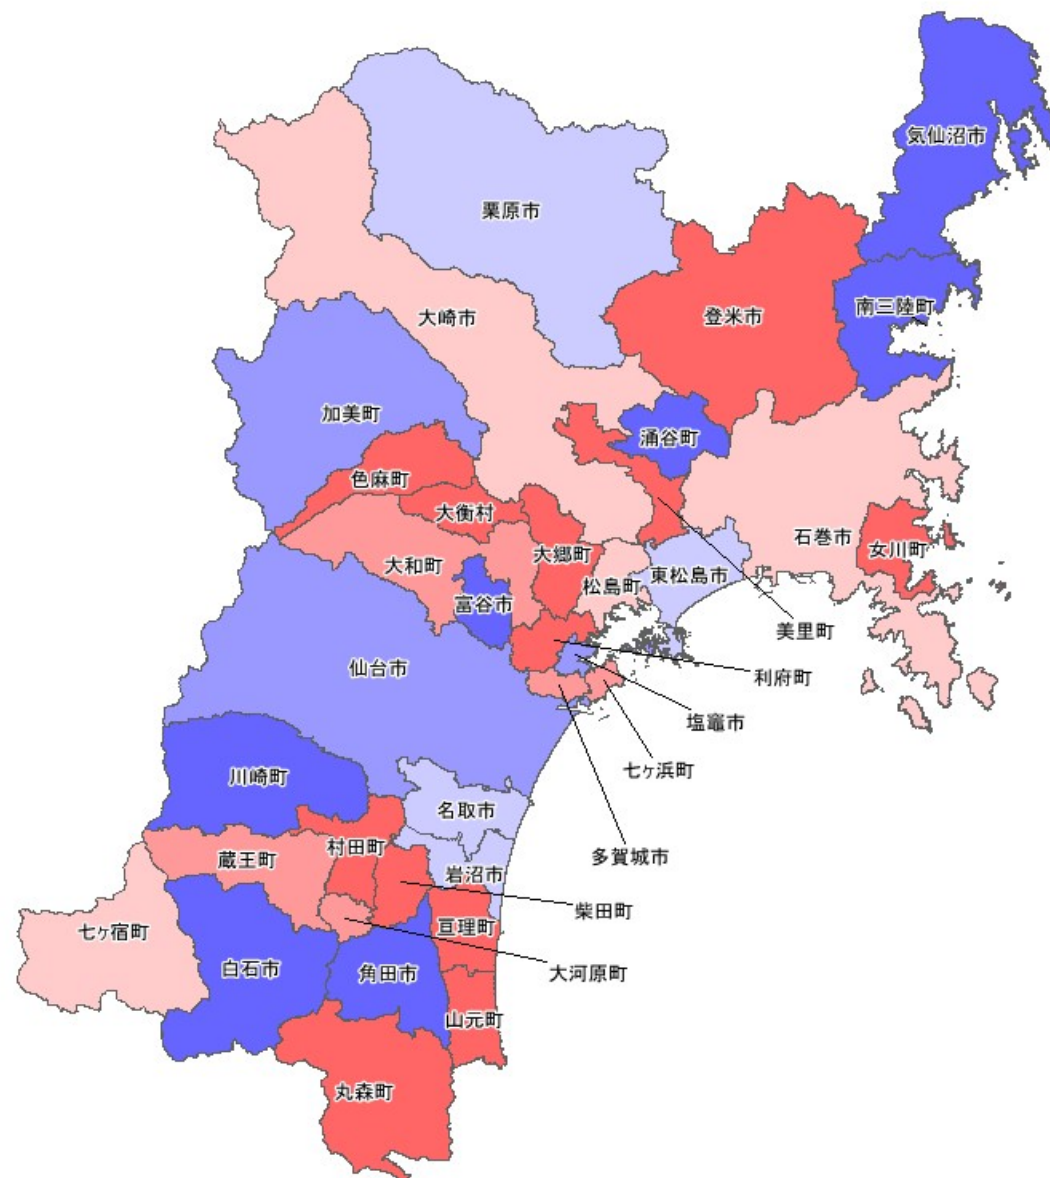 気仙沼市
栗原市
南三陸町
登米市
大崎市
加美町
涌谷町
色麻町
大衡村
石巻市
女川町
大郷町
大和町
東松島市
松島町
富谷市
美里町
仙台市
利府町
塩竈市
七ヶ浜町
川崎町
名取市
村田町
多賀城市
蔵王町
岩沼市
柴田町
亘理町
七ヶ宿町
白石市
角田市
大河原町
山元町
丸森町